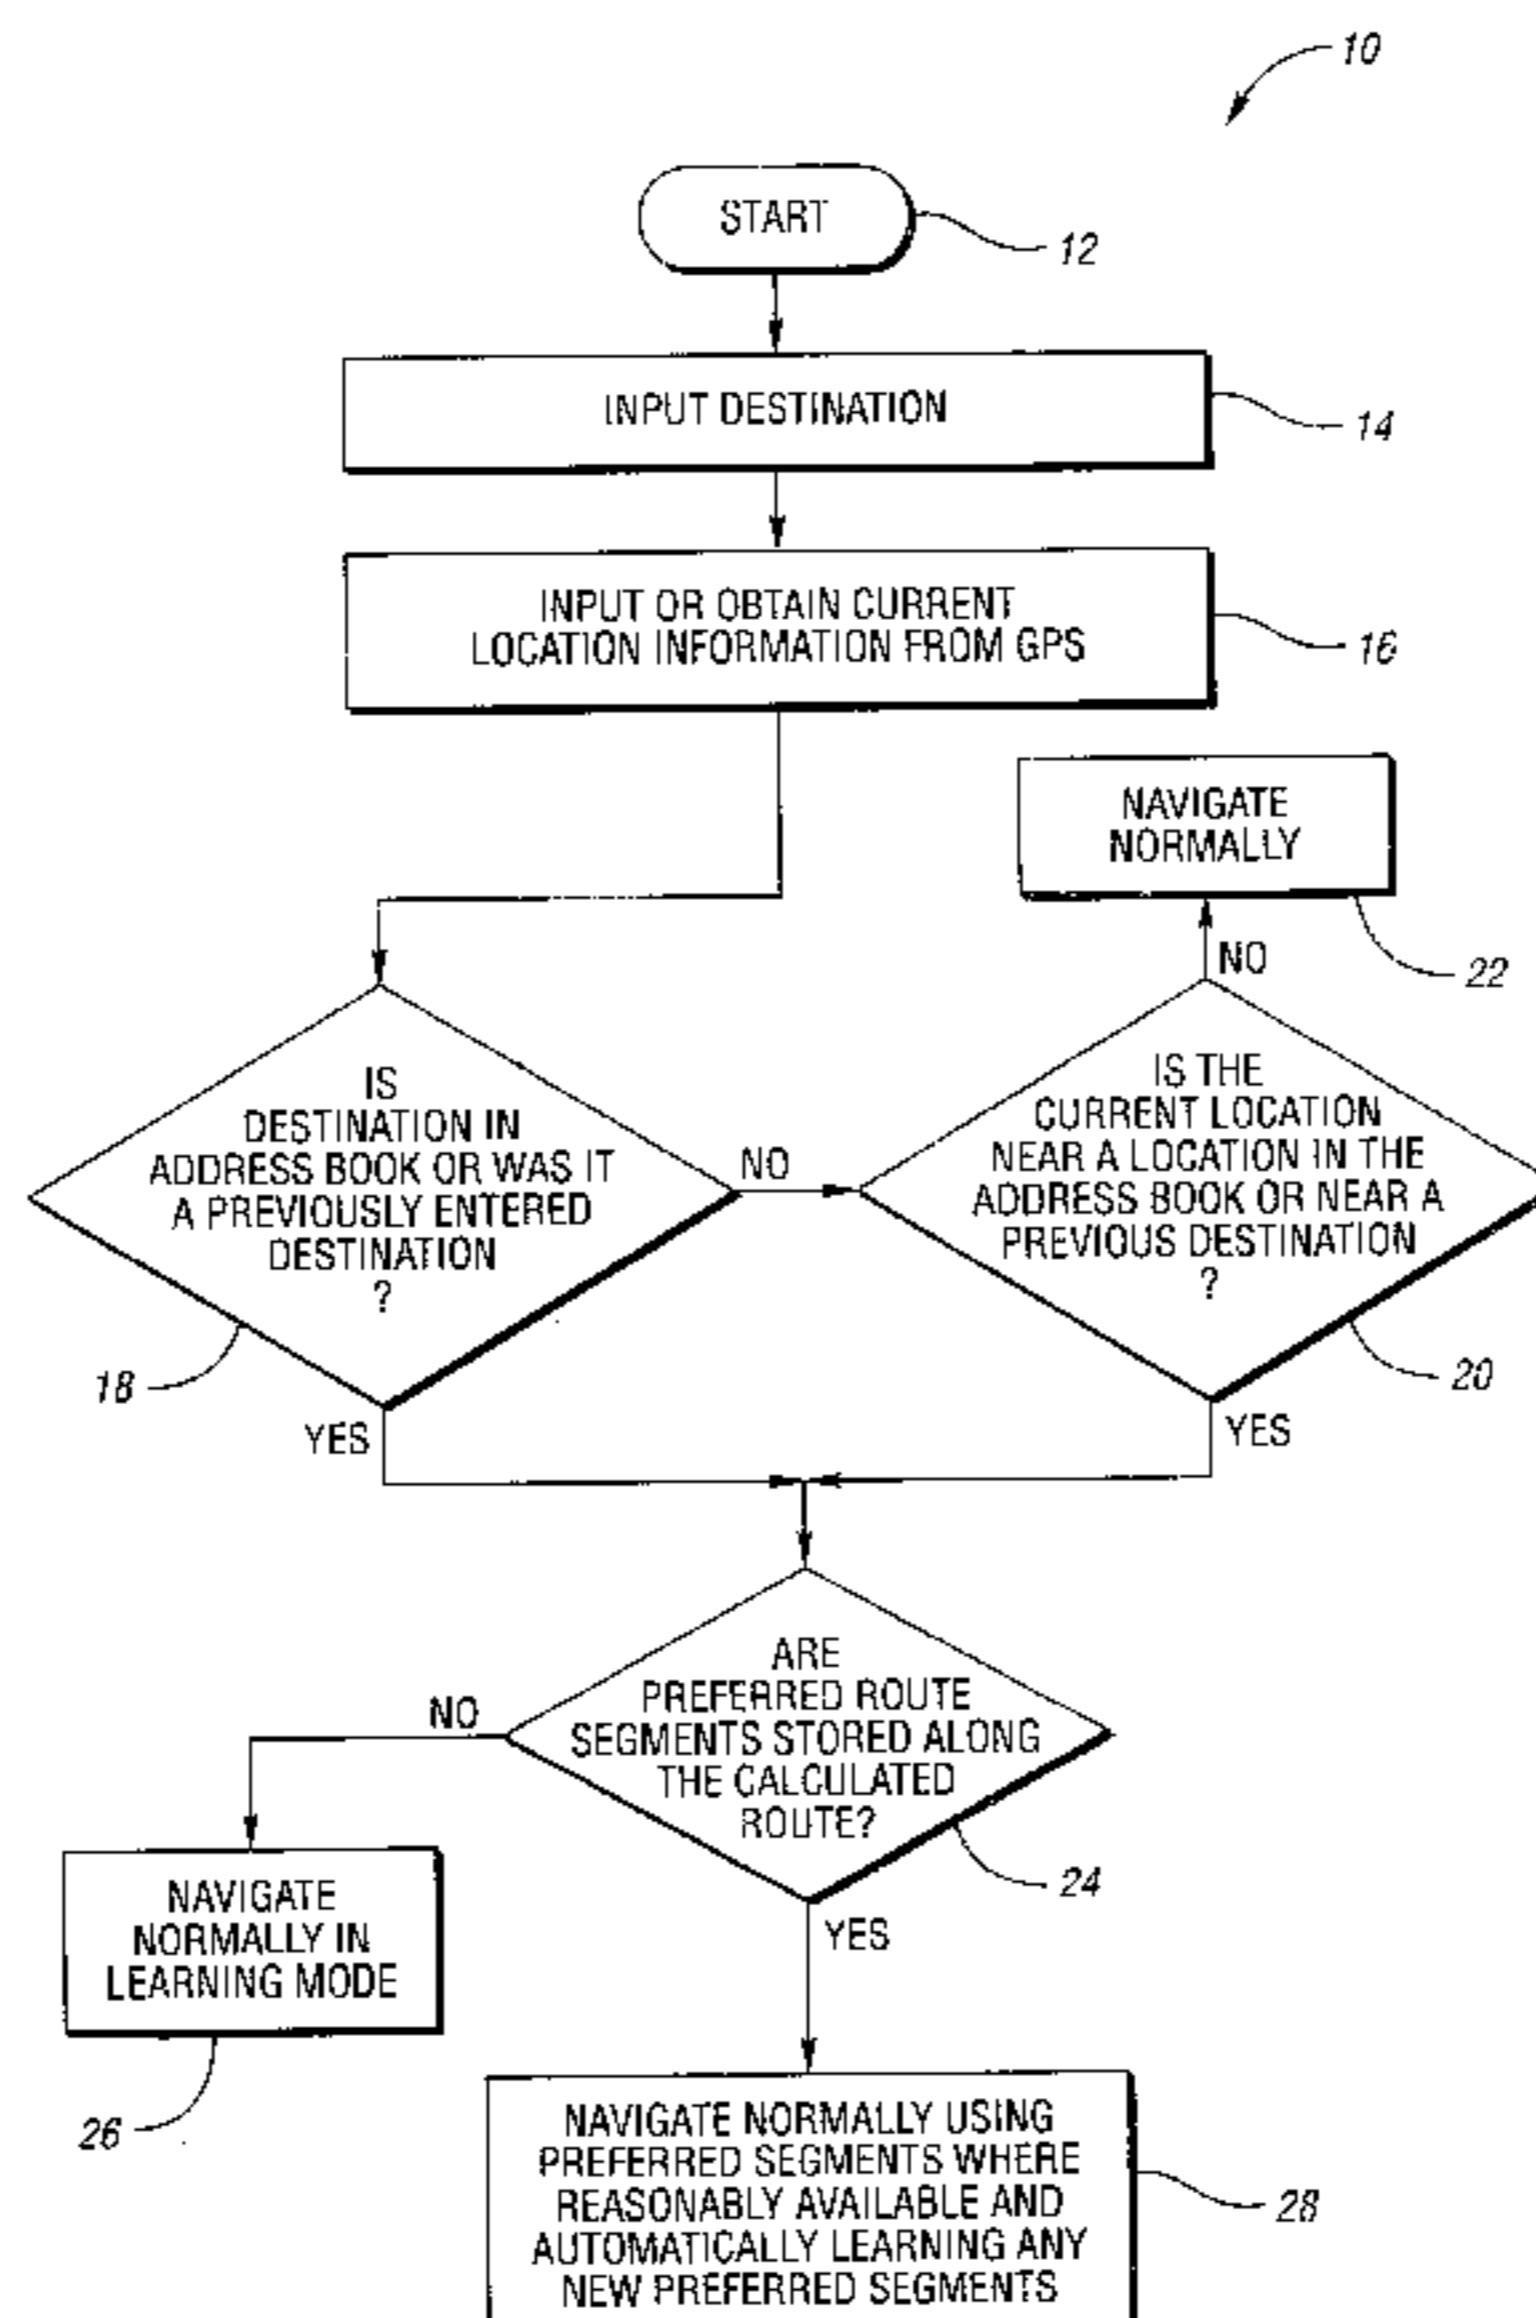 10
START
12
INPUT DESTINATION
14
INPUT OR OBTAIN CURRENT
LOCATION INFORMATION FROM GPS
16
NAVIGATE
NORMALLY
22
NO
IS
DESTINATION IN
ADDRESS BOOK OR WAS IT
A PREVIOUSLY ENTERED
DESTINATION
?
18
NO
IS THE
CURRENT LOCATION
NEAR A LOCATION IN THE
ADDRESS BOOK OR NEAR A
PREVIOUS DESTINATION
?
20
YES
YES
ARE
PREFERRED ROUTE
SEGMENTS STORED ALONG
THE CALCULATED
ROUTE?
24
NO
NAVIGATE
NORMALLY IN
LEARNING MODE
26
YES
NAVIGATE NORMALLY USING
PREFERRED SEGMENTS WHERE
REASONABLY AVAILABLE AND
AUTOMATICALLY LEARNING ANY
NEW PREFERRED SEGMENTS
28